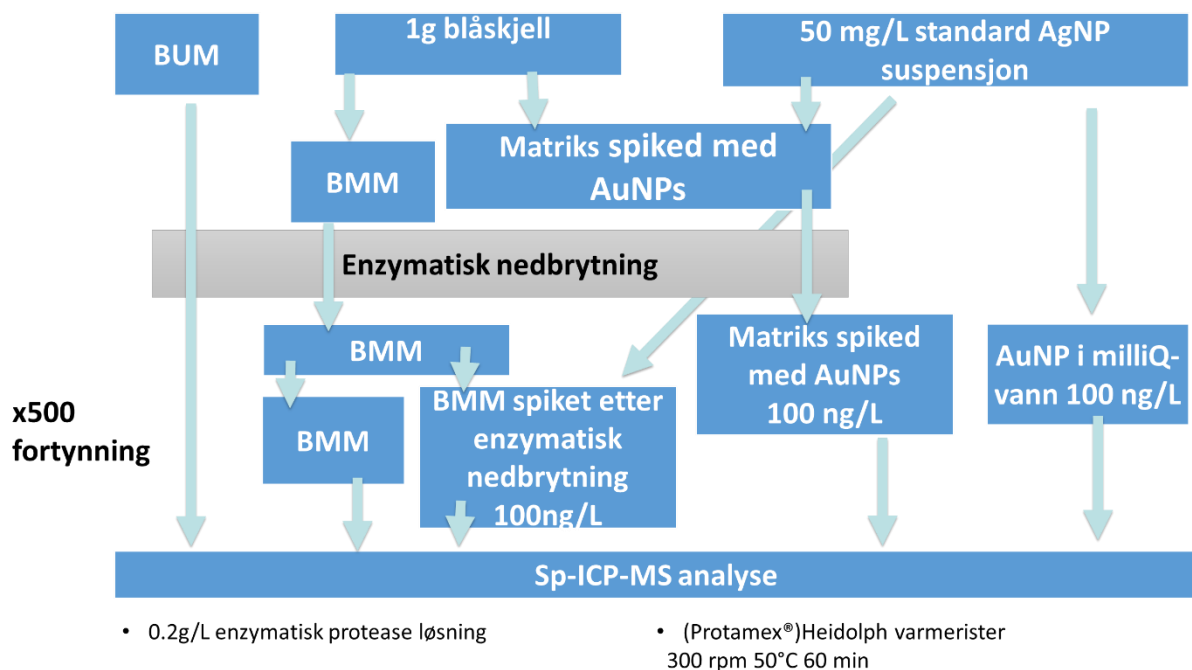 BUM
1g blåskjell
50 mg/L standard AgNP
suspensjon
BMM
Matriks spiked med
AuNPs
Enzymatisk nedbrytning
BMM
Matriks spiked
med AuNPs
100 ng/L
AuNP i milliQ-
vann 100 ng/L
x500
fortynning
BMM
BMM spiket etter
enzymatisk
nedbrytning
100ng/L
Sp-ICP-MS analyse
• 0.2g/L enzymatisk protease løsning
• (Protamex®)Heidolph varmerister
300 rpm 50°C 60 min